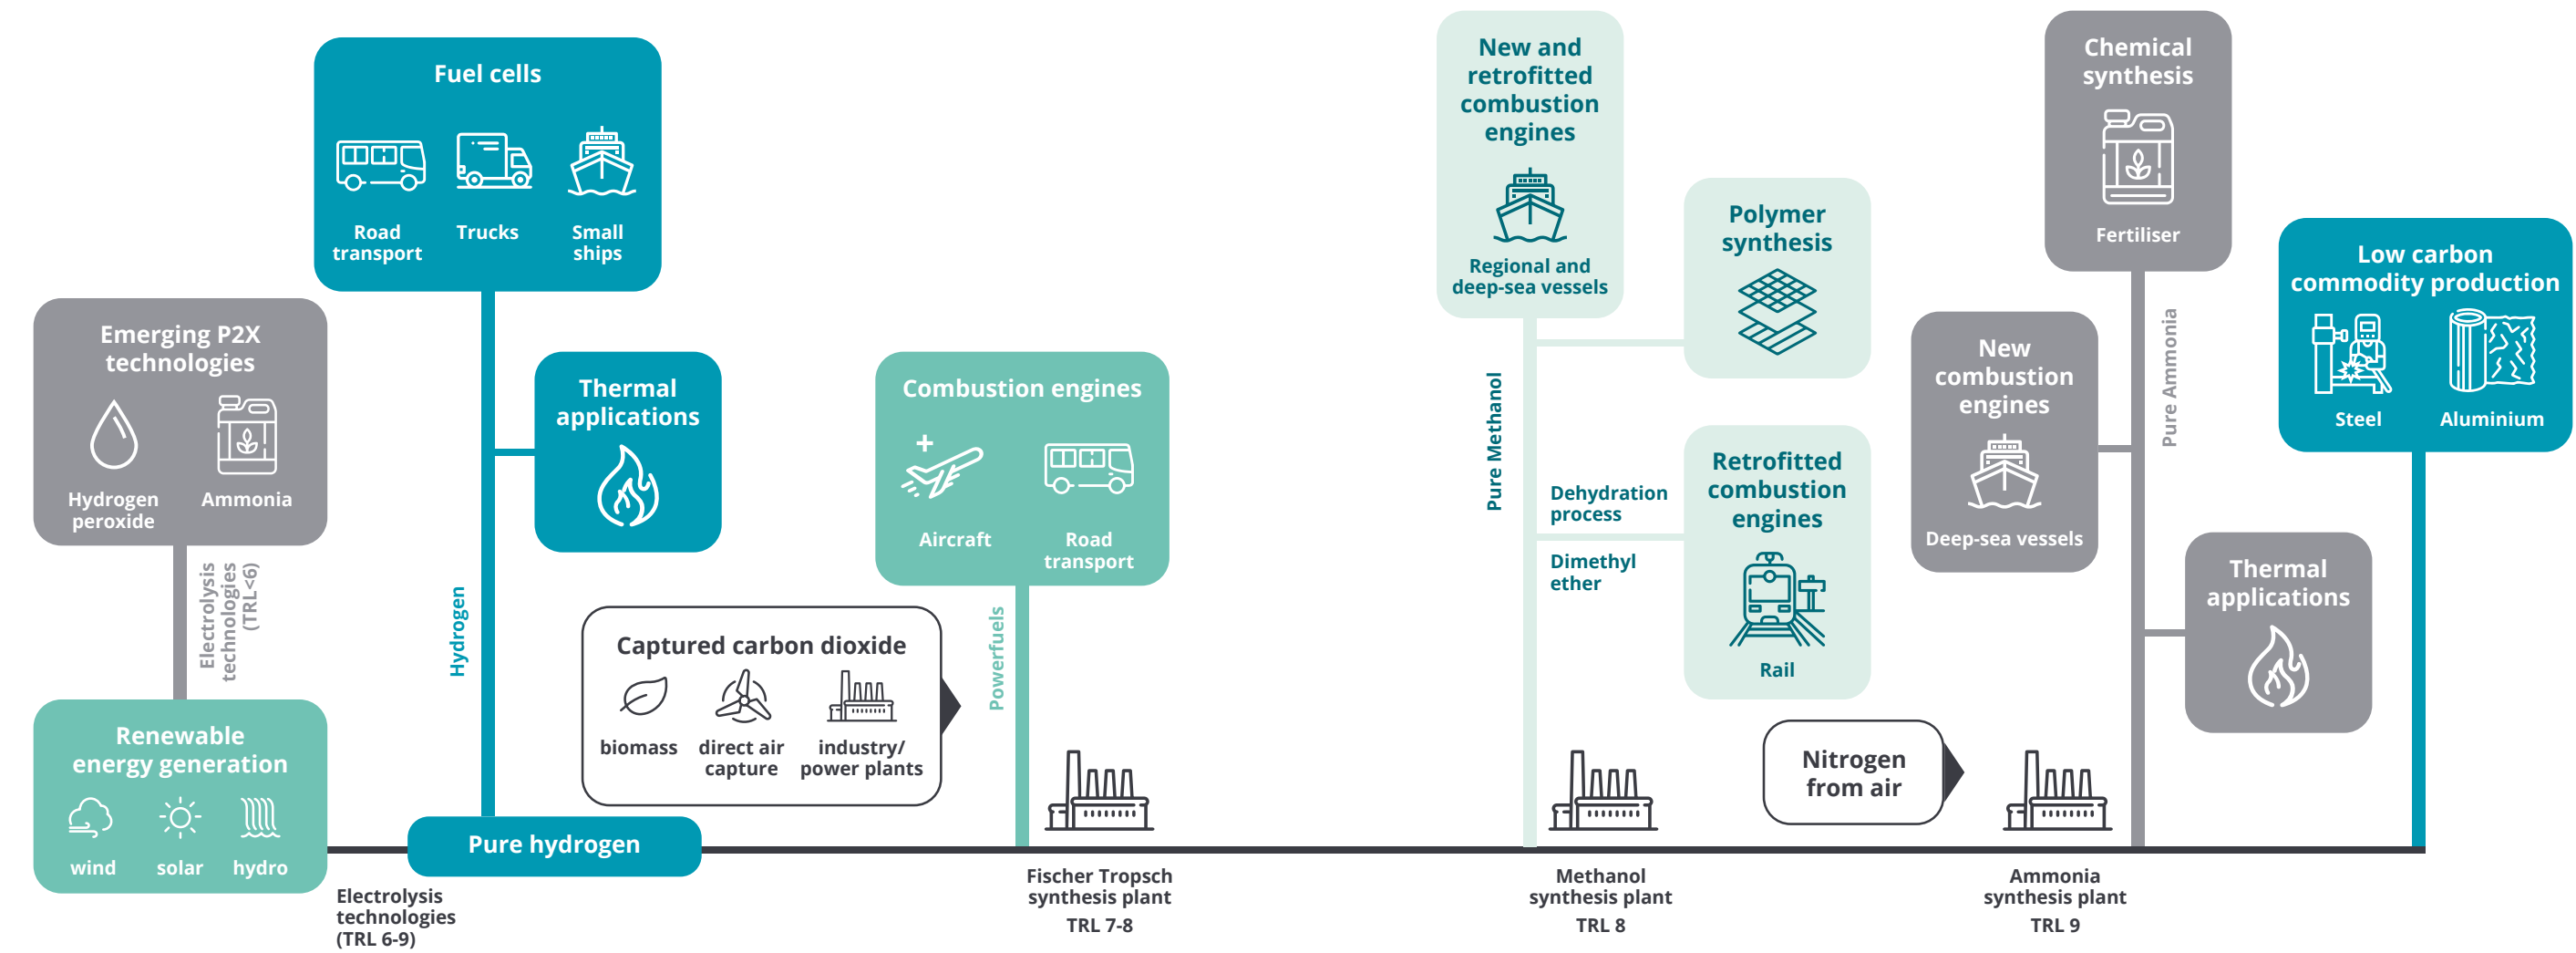 Fuel cells
Road
transport
Trucks
Small
ships
Emerging P2X
technologies
Hydrogen
peroxide
Ammonia
Electrolysis
technologies
(TRL<6)
Renewable
energy generation
wind
solar
hydro
Electrolysis
technologies
(TRL 6-9)
Hydrogen
Thermal
applications
Pure hydrogen
Captured carbon dioxide
biomass
direct air
capture
industry/
power plants
Combustion engines
Aircraft
Road
transport
Powerfuels
Fischer Tropsch
synthesis plant
TRL 7-8
New and
retrofitted
combustion
engines
Regional and
deep-sea vessels
Polymer
synthesis
Pure Methanol
Dehydration
process
Dimethyl
ether
Retrofitted
combustion
engines
Rail
Methanol
synthesis plant
TRL 8
Nitrogen
from air
Chemical
synthesis
Fertiliser
New
combustion
engines
Deep-sea vessels
Pure Ammonia
Thermal
applications
Ammonia
synthesis plant
TRL 9
Low carbon
commodity production
Steel
Aluminium